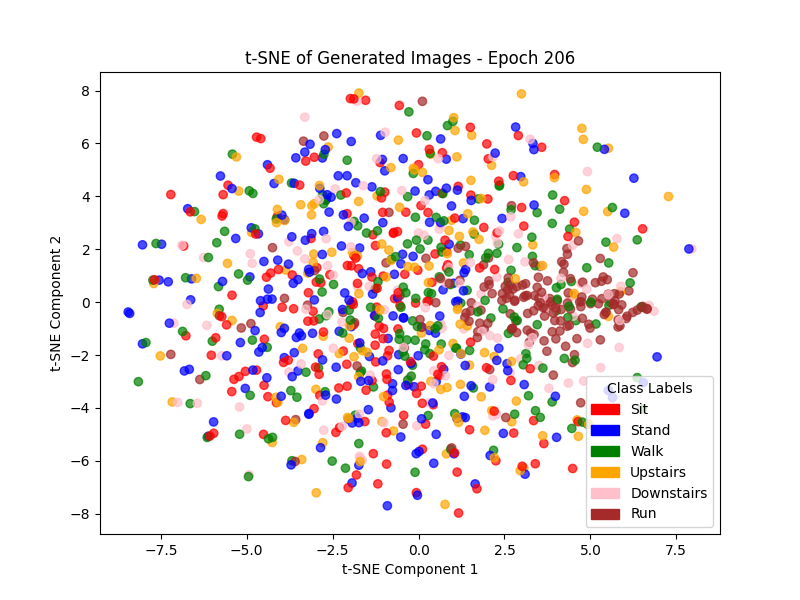 t-SNE of Generated Images - Epoch 206
t-SNE Component 2
8
6
4
2
0
−2
−4
−6
−8
−7.5
−5.0
−2.5
0.0
2.5
5.0
7.5
t-SNE Component 1
Class Labels
Sit
Stand
Walk
Upstairs
Downstairs
Run